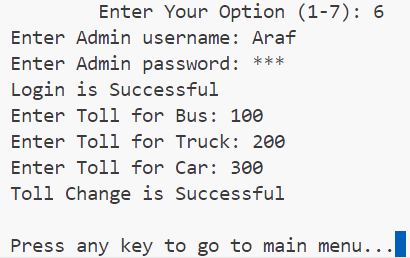 Enter Your Option (1-7): 6
Enter Admin username: Araf
Enter Admin password: ***
Login is Successful
Enter Toll for Bus: 100
Enter Toll for Truck: 200
Enter Toll for Car: 300
Toll Change is Successful
Press any key to go to main menu...